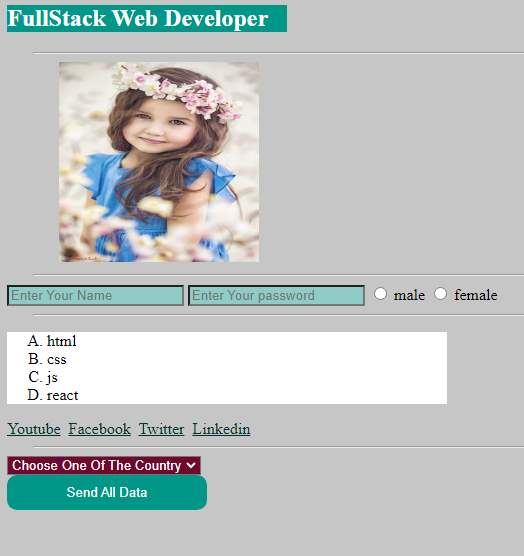 FullStack Web Developer
Enter Your Name Enter Your password male female
A. html
B. css
C. js
D. react
Youtube Facebook Twitter Linkedin
Choose One Of The Country
Send All Data